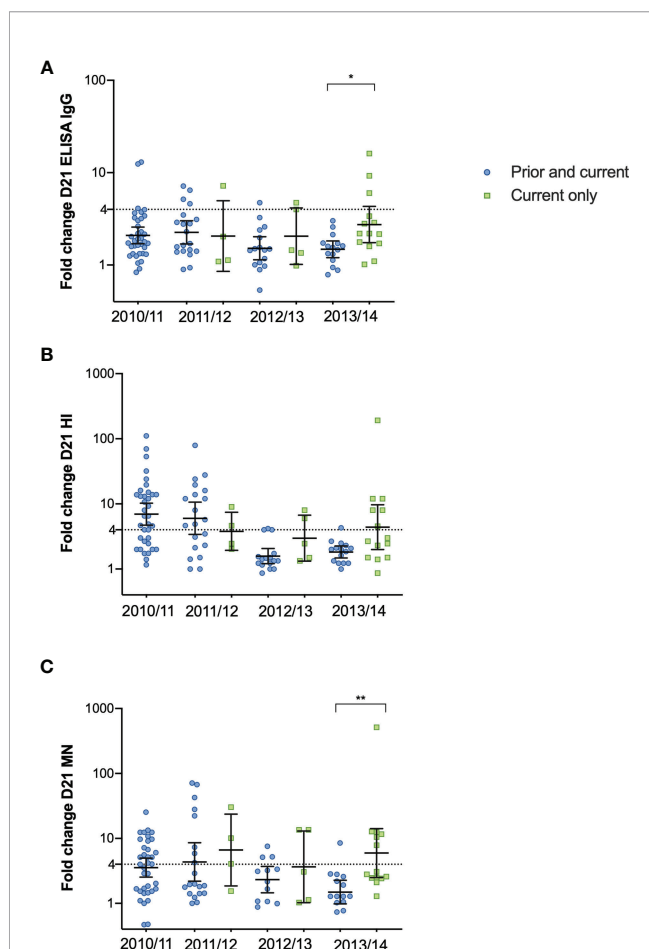 A
Fold change D21 ELISA IgG
100
10
4
1
*
2010/11 2011/12 2012/13 2013/14
Prior and current
Current only
B
Fold change D21 HI
1000
100
10
4
1
2010/11 2011/12 2012/13 2013/14
C
Fold change D21 MN
1000
100
10
4
1
**
2010/11 2011/12 2012/13 2013/14